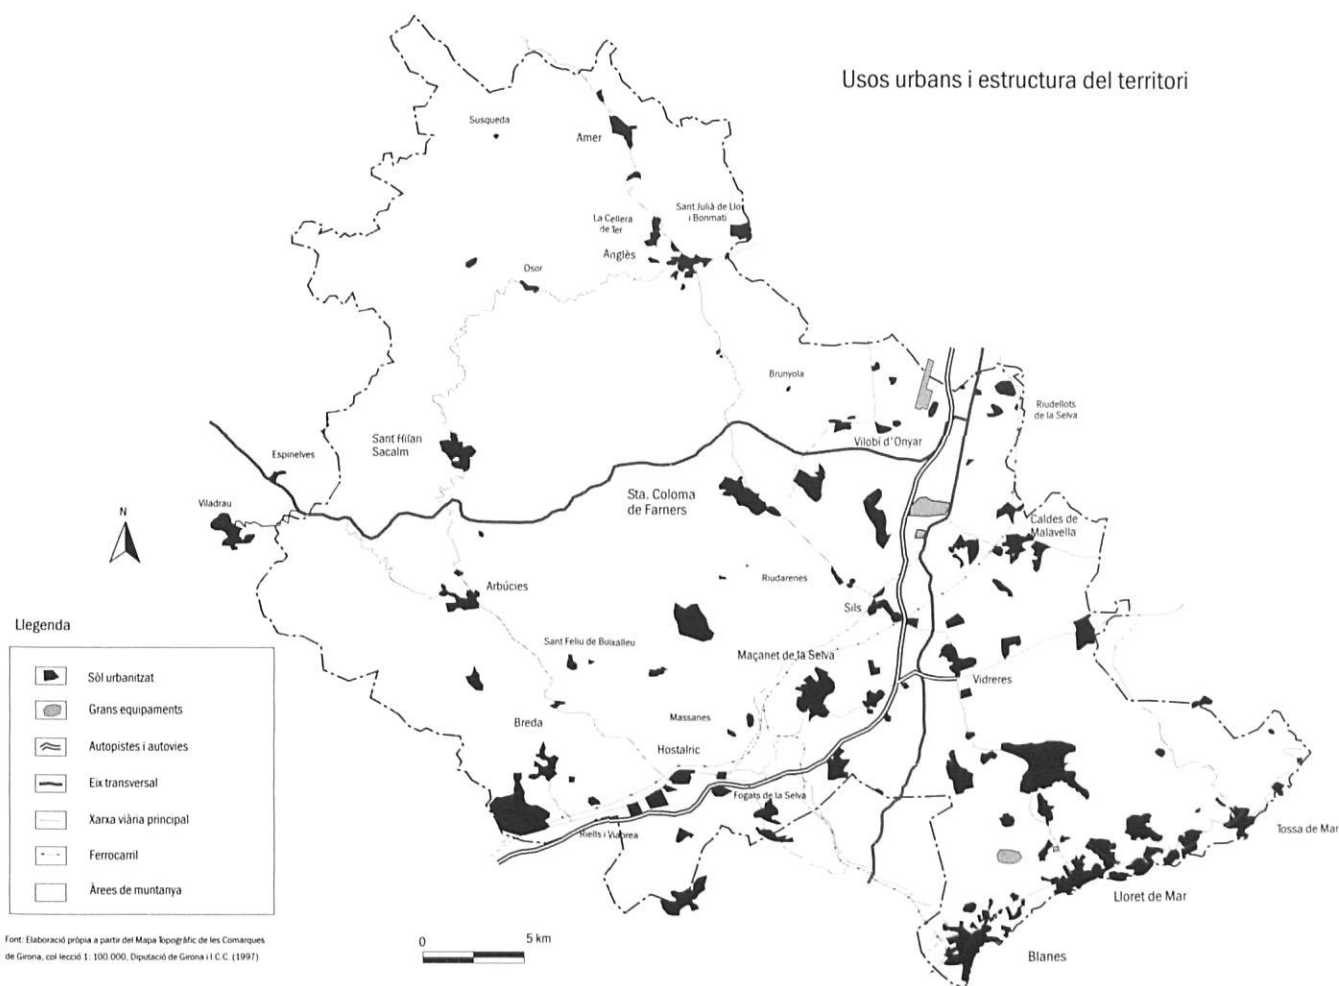 Usos urbans i estructura del territori
Susqueda
Amer
Sant Julià de Llo
i Bonmatí
La Cellera
de Ter
Anglès
Osor
Brunyola
Riudellots
de la Selva
Vilobí d'Onyar
Sant Hilari
Sacalm
Espinelves
Viladrau
Sta. Coloma
de Farners
Caldes de
Malavella
N
Arbúcies
Riudarenes
Sils
Llegenda
Sant Feliu de Buixalleu
Maçanet de la Selva
Vidreres
Sòl urbanitzat
Grans equipaments
Autopistes i autovies
Eix transversal
Xarxa viària principal
Ferrocarril
Àrees de muntanya
Breda
Massanes
Hostalric
Fogars de la Selva
Riells i Viabrea
Tossa de Mar
Lloret de Mar
Blanes
Font: Elaboració pròpia a partir del Mapa Topogràfic de les Comarques
de Girona, col·lecció 1: 100.000, Diputació de Girona i I.C.C. (1997)
0 5 km